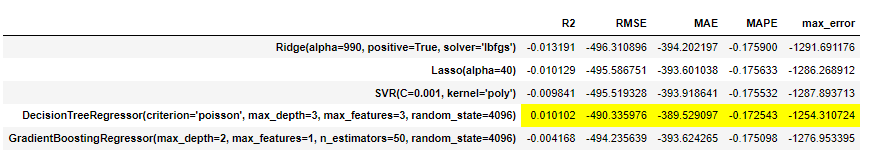 R2 RMSE MAE MAPE max_error
Ridge(alpha=990, positive=True, solver='lbfgs') -0.013191 -496.310896 -394.202197 -0.175900 -1291.691176
Lasso(alpha=40) -0.010129 -495.586751 -393.601038 -0.175633 -1286.268912
SVR(C=0.001, kernel='poly') -0.009841 -495.519328 -393.918641 -0.175532 -1287.893713
DecisionTreeRegressor(criterion='poisson', max_depth=3, max_features=3, random_state=4096) 0.010102 -490.335976 -389.529097 -0.172543 -1254.310724
GradientBoostingRegressor(max_depth=2, max_features=1, n_estimators=50, random_state=4096) -0.004168 -494.235639 -393.624265 -0.175098 -1276.953395